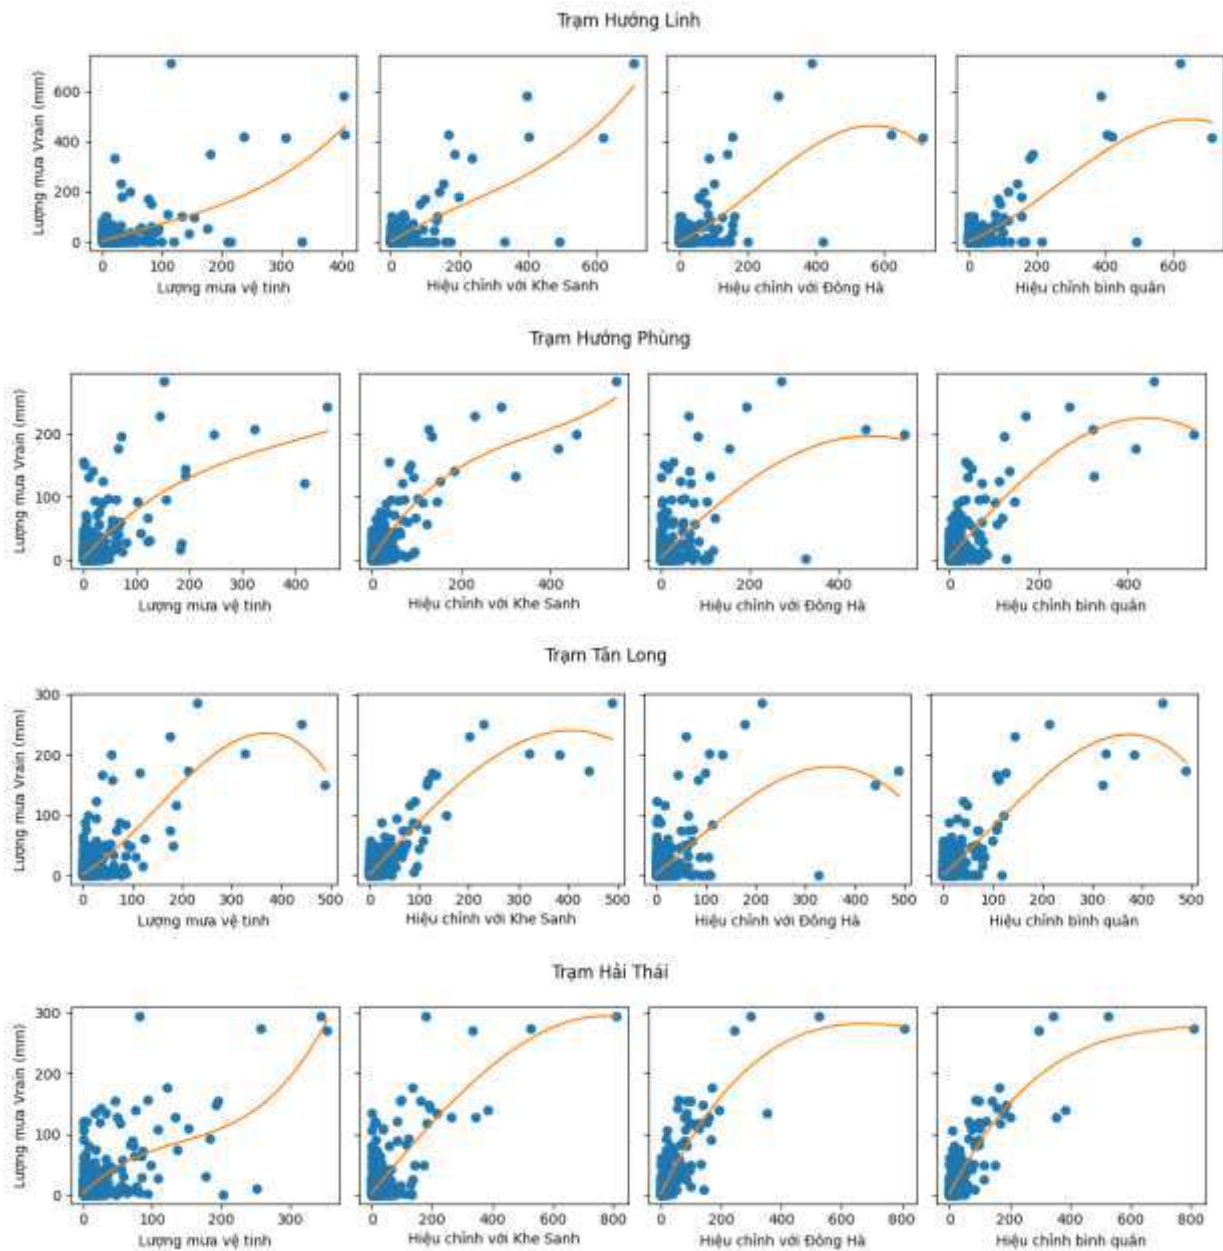 Trạm Hướng Linh
Lượng mưa Vrain (mm)
600
400
200
0
0 100 200 300 400
0 200 400 600
0 200 400 600
0 200 400 600
Lượng mưa vệ tinh
Hiệu chỉnh với Khe Sanh
Hiệu chỉnh với Đông Hà
Hiệu chỉnh bình quân
Trạm Hướng Phùng
Lượng mưa Vrain (mm)
200
100
0
0 100 200 300 400
0 200 400
0 200 400
0 200 400
Lượng mưa vệ tinh
Hiệu chỉnh với Khe Sanh
Hiệu chỉnh với Đông Hà
Hiệu chỉnh bình quân
Trạm Tân Long
Lượng mưa Vrain (mm)
300
200
100
0
0 100 200 300 400 500
0 100 200 300 400 500
0 100 200 300 400 500
0 100 200 300 400 500
Lượng mưa vệ tinh
Hiệu chỉnh với Khe Sanh
Hiệu chỉnh với Đông Hà
Hiệu chỉnh bình quân
Trạm Hải Thái
Lượng mưa Vrain (mm)
300
200
100
0
0 100 200 300
0 200 400 600 800
0 200 400 600 800
0 200 400 600 800
Lượng mưa vệ tinh
Hiệu chỉnh với Khe Sanh
Hiệu chỉnh với Đông Hà
Hiệu chỉnh bình quân